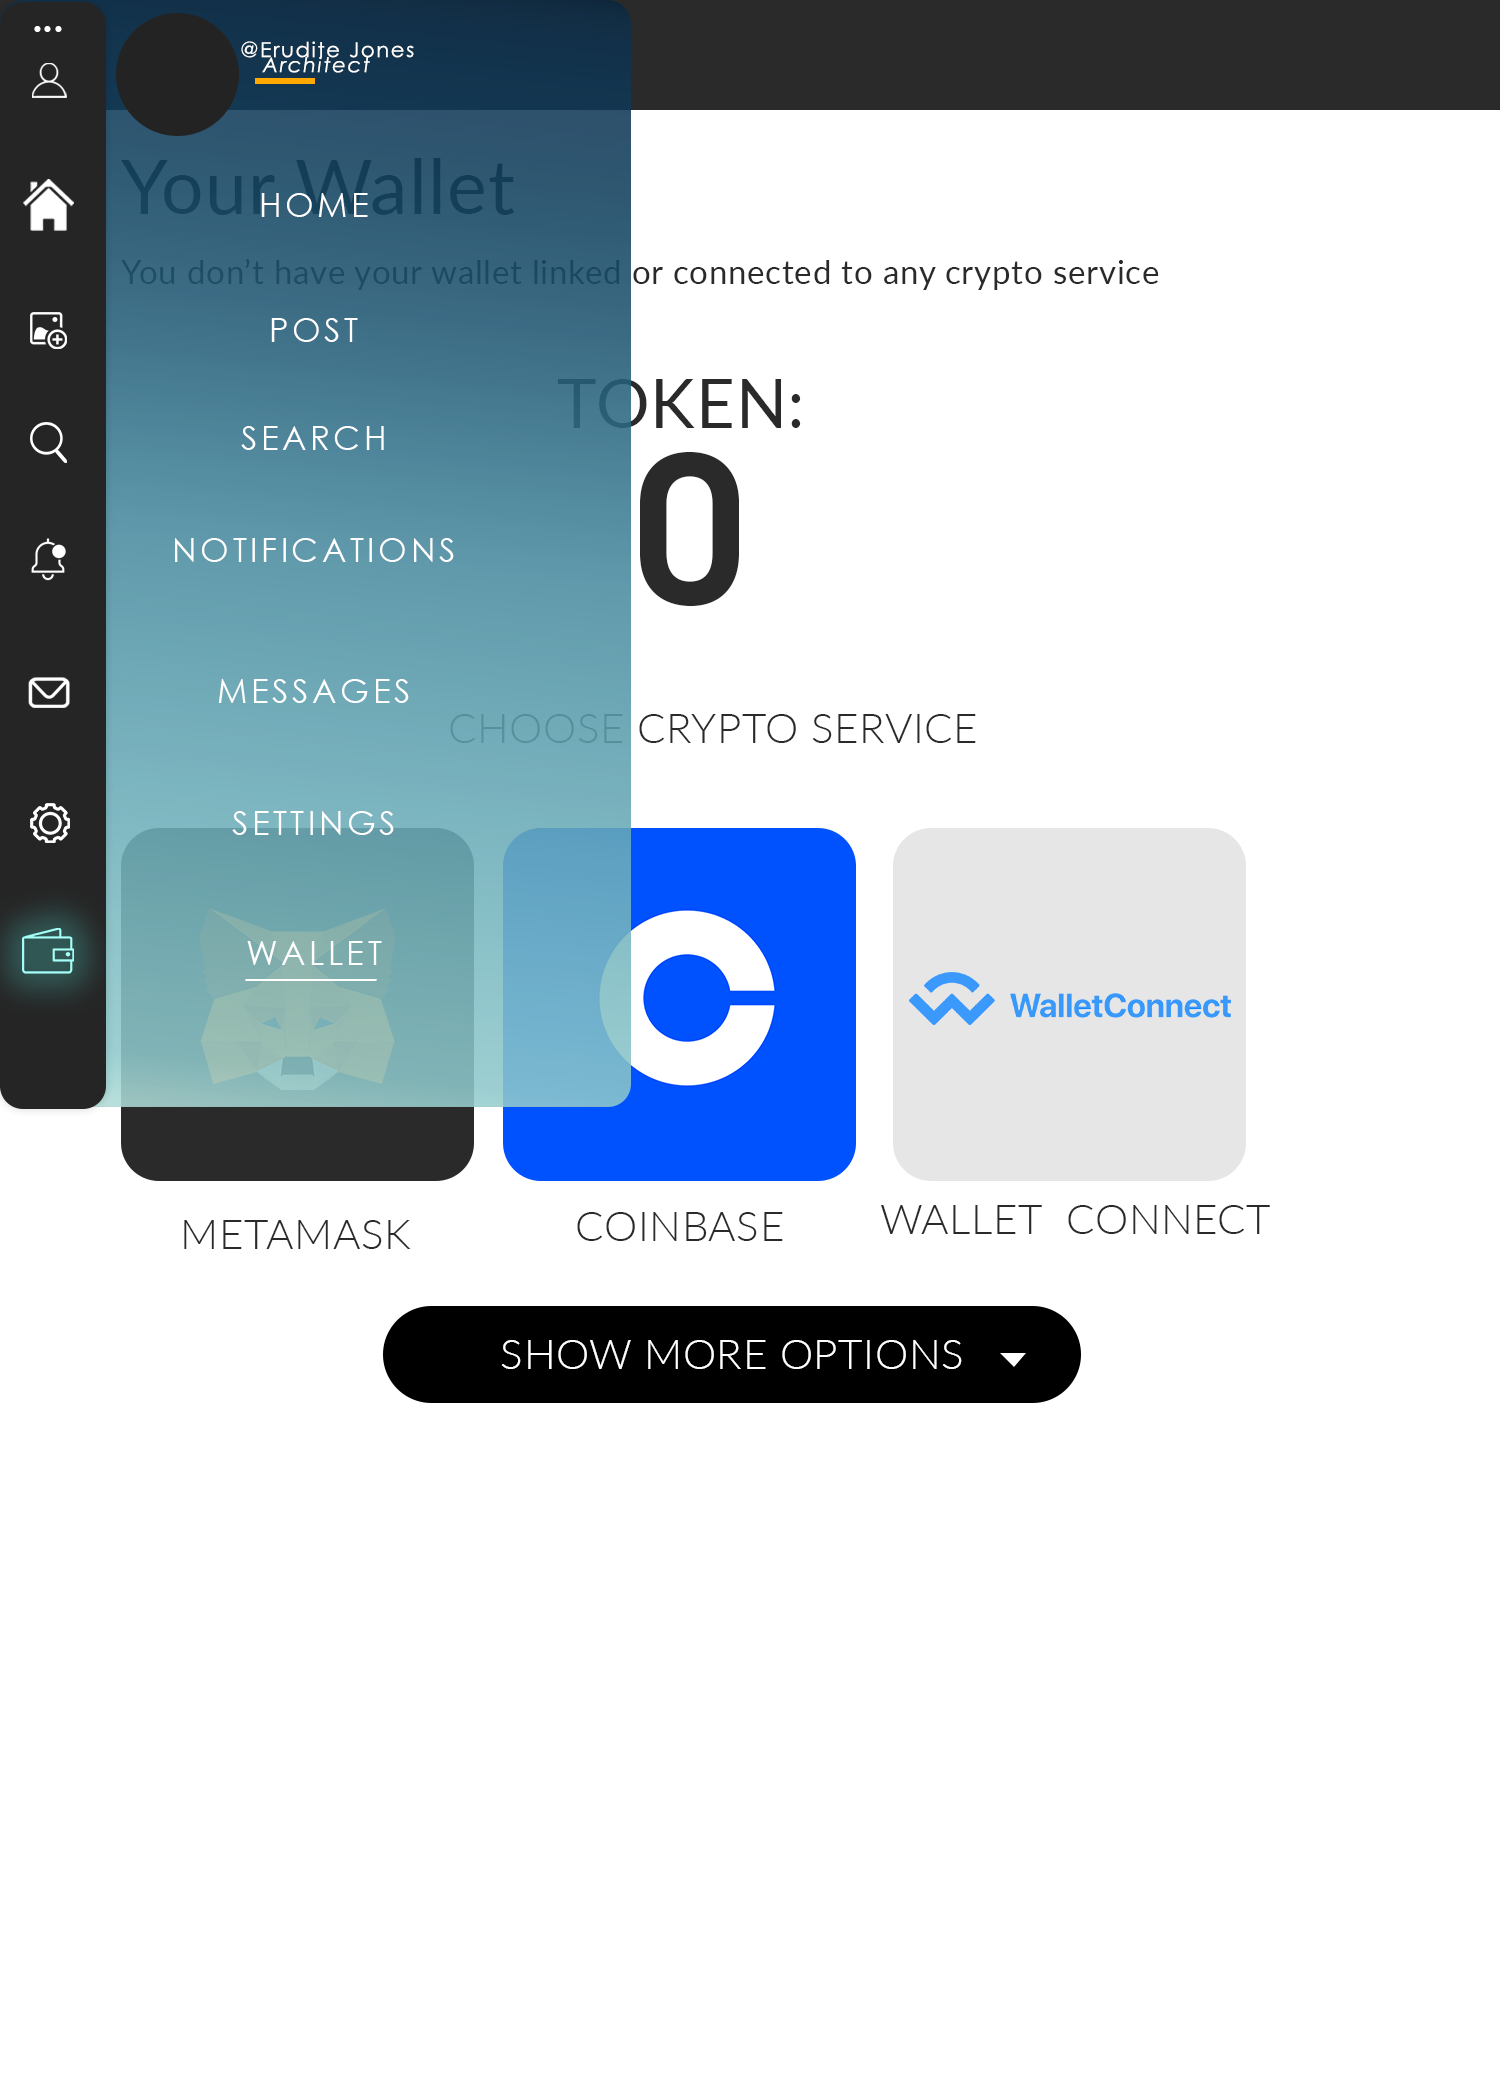 @Erudite Jones
Architect
Your Wallet
HOME
You don’t have your wallet linked or connected to any crypto service
POST
TOKEN:
SEARCH
0
NOTIFICATIONS
MESSAGES
CHOOSE CRYPTO SERVICE
SETTINGS
WALLET
WalletConnect
METAMASK
COINBASE
WALLET CONNECT
SHOW MORE OPTIONS